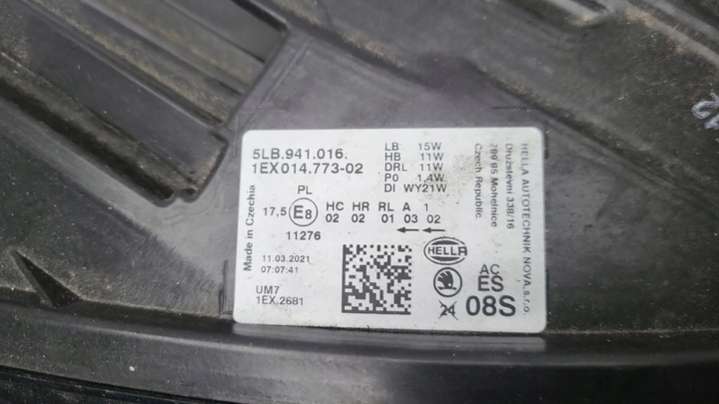 5LB.941.016.
1EX 014.773-02
LB 15W
HB 11W
DRL 11W
PO 1,4W
DI WY21W
HELLA AUTOTECHNIK NOVA,s.r.o.
Družstevní 338/16
789 85 Mohelnice
Czech Republic
Made in Czechia
PL
17,5 E8 HC HR RL A 1
02 02 01 03 02
11276
11.03.2021
07:07:41
HELLA
UM7
1EX.2681
AC
ES
24 08S